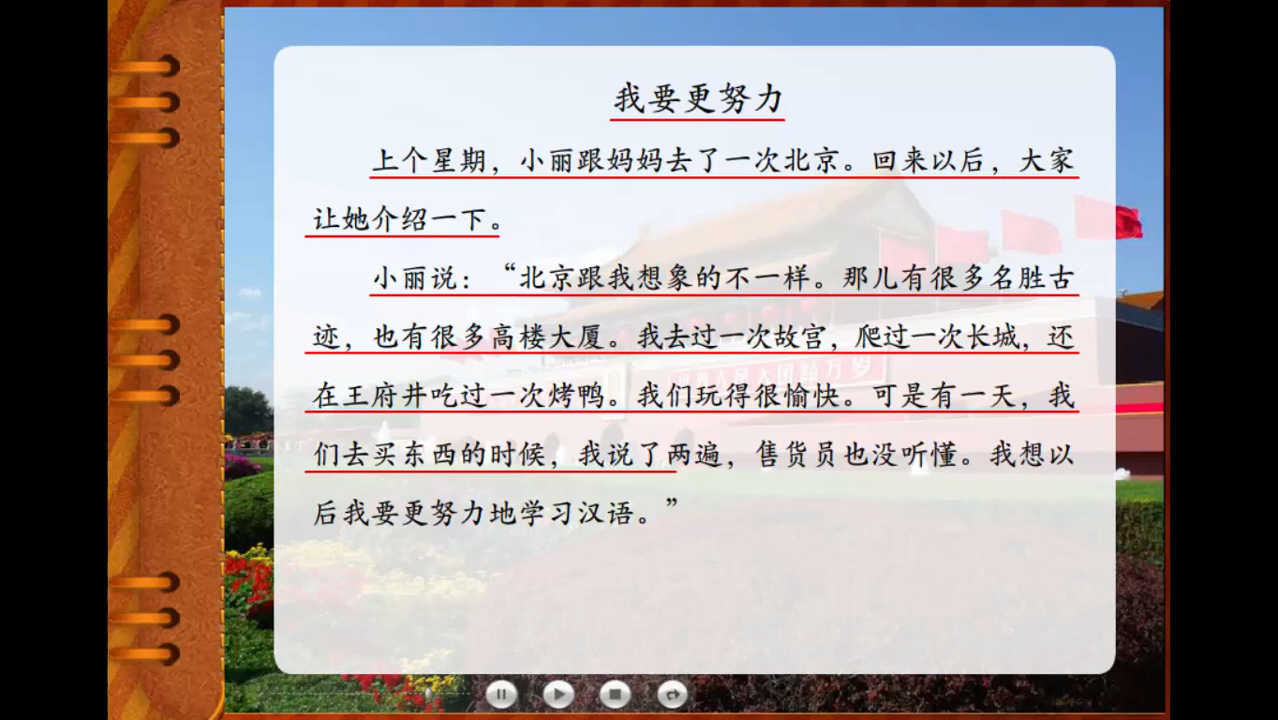 我要更努力
上个星期，小丽跟妈妈去了一次北京。回来以后，大家
让她介绍一下。
小丽说：“北京跟我想象的不一样。那儿有很多名胜古
迹，也有很多高楼大厦。我去过一次故宫，爬过一次长城，还
在王府井吃过一次烤鸭。我们玩得很愉快。可是有一天，我
们去买东西的时候，我说了两遍，售货员也没听懂。我想以
后我要更努力地学习汉语。”